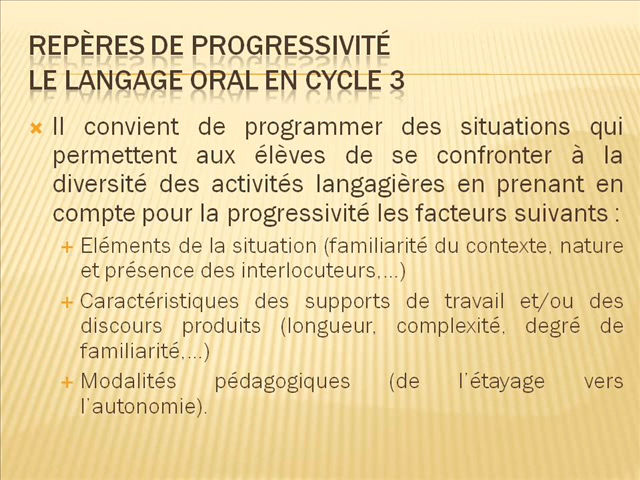 REPÈRES DE PROGRESSIVITÉ
LE LANGAGE ORAL EN CYCLE 3
Il convient de programmer des situations qui
permettent aux élèves de se confronter à la
diversité des activités langagières en prenant en
compte pour la progressivité les facteurs suivants :
Eléments de la situation (familiarité du contexte, nature
et présence des interlocuteurs,...)
Caractéristiques des supports de travail et/ou des
discours produits (longueur, complexité, degré de
familiarité,...)
Modalités pédagogiques (de l'étayage vers
l'autonomie).